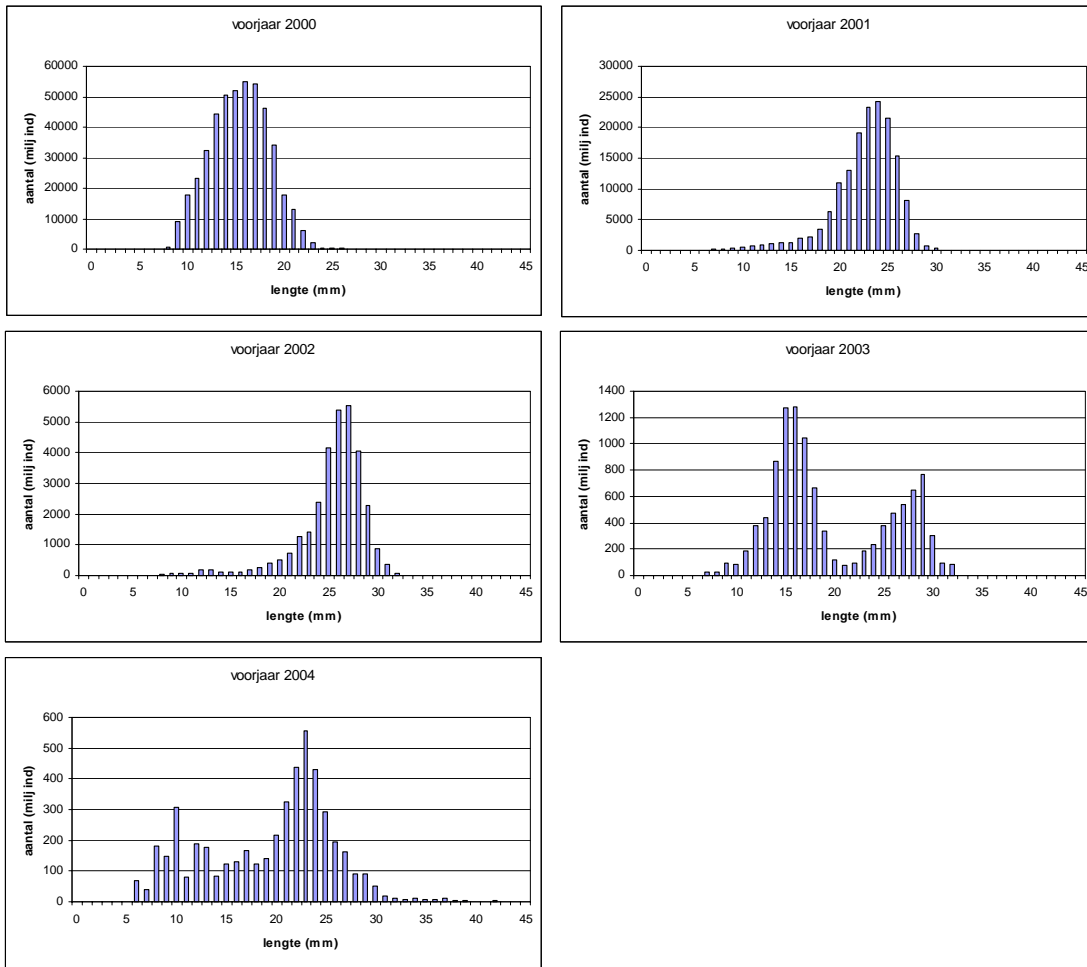 voorjaar 2000
aantal (milj ind)
60000
50000
40000
30000
20000
10000
0
0 5 10 15 20 25 30 35 40 45
lengte (mm)
voorjaar 2001
aantal (milj ind)
30000
25000
20000
15000
10000
5000
0
0 5 10 15 20 25 30 35 40 45
lengte (mm)
voorjaar 2002
aantal (milj ind)
6000
5000
4000
3000
2000
1000
0
0 5 10 15 20 25 30 35 40 45
lengte (mm)
voorjaar 2003
aantal (milj ind)
1400
1200
1000
800
600
400
200
0
0 5 10 15 20 25 30 35 40 45
lengte (mm)
voorjaar 2004
aantal (milj ind)
600
500
400
300
200
100
0
0 5 10 15 20 25 30 35 40 45
lengte (mm)